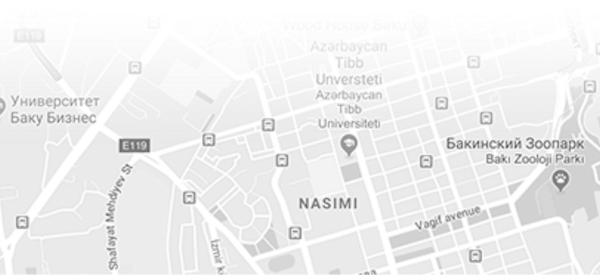 Wood House Baku
E119
Azərbaycan
Tibb
Unversteti
Azərbaycan
Tibb
Universiteti
Университет
Баку Бизнес
E119
Бакинский Зоопарк
Bakı Zooloji Parkı
Shafayat Mehdiyev St
NASIMI
Vagif avenue
İzmir